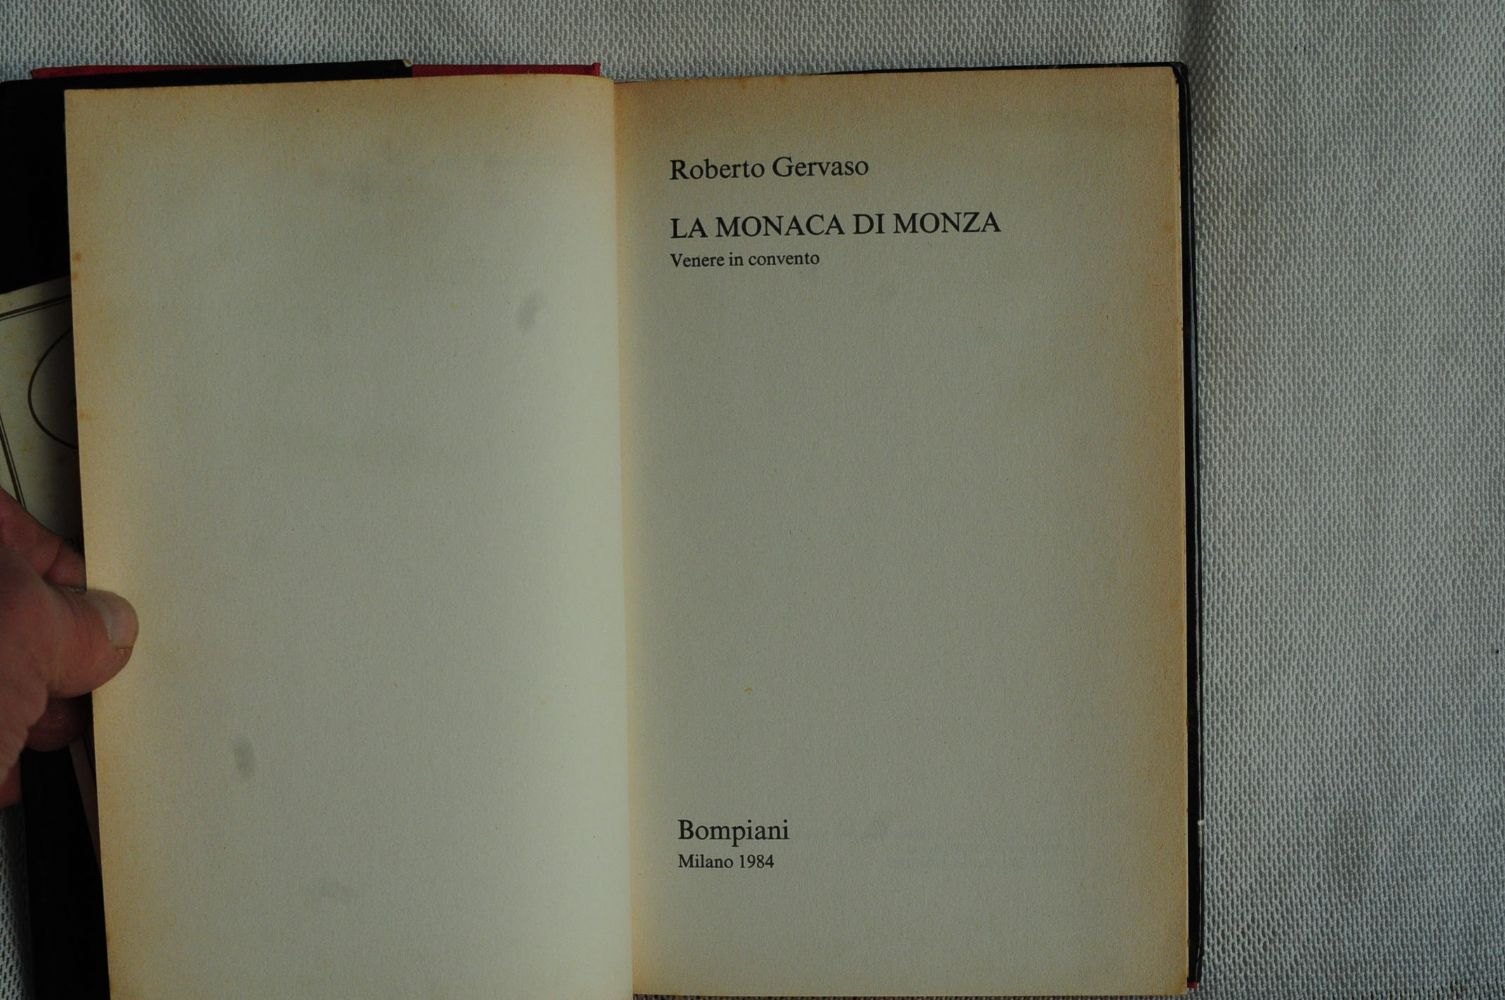 Roberto Gervaso
LA MONACA DI MONZA
Venere in convento
Bompiani
Milano 1984